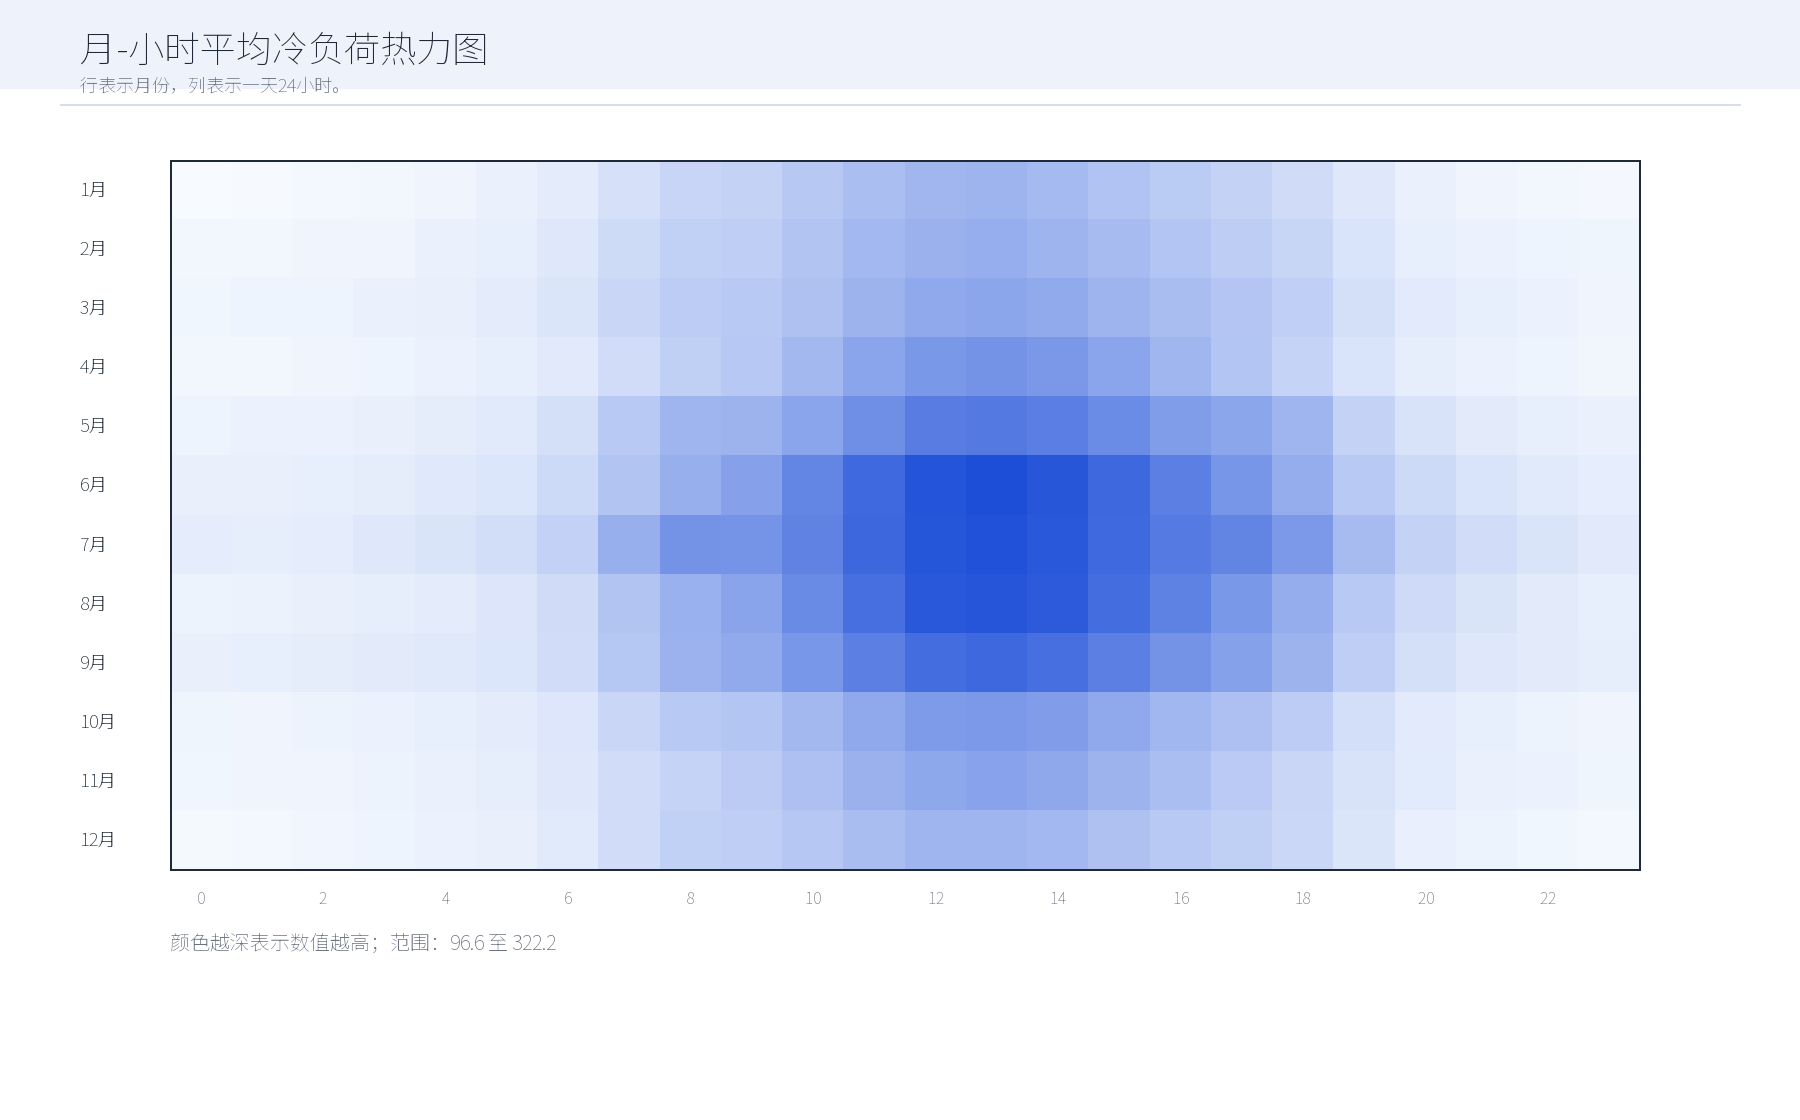 月-小时平均冷负荷热力图
行表示月份，列表示一天24小时。
1月
2月
3月
4月
5月
6月
7月
8月
9月
10月
11月
12月
0 2 4 6 8 10 12 14 16 18 20 22
颜色越深表示数值越高；范围：96.6 至 322.2